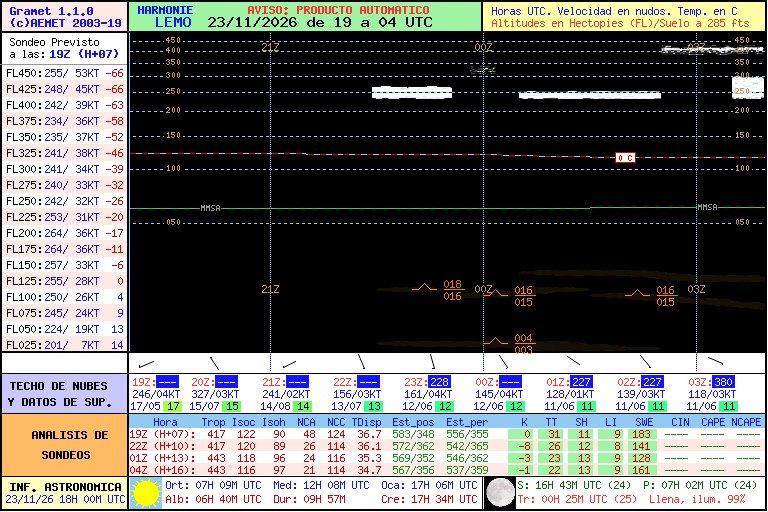 Gramet 1.1.0
(c)AEMET 2003-19
HARMONIE
LEMO
AVISO: PRODUCTO AUTOMATICO
23/11/2026 de 19 a 04 UTC
Horas UTC. Velocidad en nudos. Temp. en C
Altitudes en Hectopies (FL)/Suelo a 285 fts
Sondeo Previsto
a las: 19Z (H+07)
FL450: 255/ 53KT -66
FL425: 248/ 45KT -66
FL400: 242/ 39KT -63
FL375: 234/ 36KT -58
FL350: 235/ 37KT -52
FL325: 241/ 38KT -46
FL300: 241/ 34KT -39
FL275: 240/ 33KT -32
FL250: 242/ 32KT -26
FL225: 253/ 31KT -20
FL200: 264/ 36KT -17
FL175: 264/ 36KT -11
FL150: 257/ 33KT -6
FL125: 255/ 28KT 0
FL100: 250/ 26KT 4
FL075: 245/ 24KT 9
FL050: 224/ 19KT 13
FL025: 201/ 7KT 14
21Z 00Z 03Z
450 450
400 400
350 350
300 300
250 250
200 200
150 150
0 C
100 100
MMSA MMSA
050 050
21Z 00Z 03Z
018
016
016
015
016
015
004
003
TECHO DE NUBES
Y DATOS DE SUP.
19Z:--- 20Z:--- 21Z:--- 22Z:--- 23Z:228 00Z:--- 01Z:227 02Z:227 03Z:380
246/04KT 327/03KT 241/02KT 156/03KT 161/04KT 145/04KT 128/01KT 139/03KT 118/03KT
17/05 17 15/07 15 14/08 14 13/07 13 12/06 12 12/06 12 11/06 11 11/06 11 11/06 11
ANALISIS DE
SONDEOS
Hora Trop Isoc Isoh NCA NCC TDisp Est_pos Est_per K TT SH LI SWE CIN CAPE NCAPE
19Z (H+07): 417 122 90 48 124 36.7 583/348 556/355 0 31 11 9 183 ---- ---- ----
22Z (H+10): 417 120 89 26 114 36.1 572/362 542/365 -8 26 12 8 141 ---- ---- ----
01Z (H+13): 443 118 96 24 116 35.3 569/352 546/362 -3 23 13 9 128 ---- ---- ----
04Z (H+16): 443 116 97 21 114 34.7 567/356 537/359 -1 22 13 9 161 ---- ---- ----
INF. ASTRONOMICA
23/11/26 18H 00M UTC
Ort: 07H 09M UTC Med: 12H 08M UTC Oca: 17H 06M UTC
Alb: 06H 40M UTC Dur: 09H 57M Cre: 17H 34M UTC
S: 16H 43M UTC (24) P: 07H 02M UTC (24)
Tr: 00H 25M UTC (25) Llena, ilum. 99%